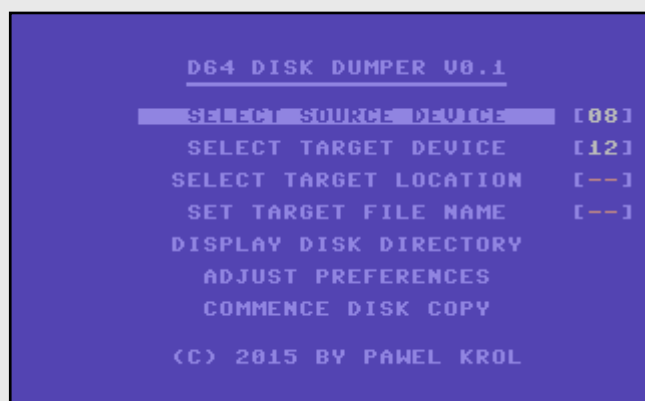 D64 DISK DUMPER V0.1
SELECT SOURCE DEVICE [08]
SELECT TARGET DEVICE [12]
SELECT TARGET LOCATION [--]
SET TARGET FILE NAME [--]
DISPLAY DISK DIRECTORY
ADJUST PREFERENCES
COMMENCE DISK COPY
(C) 2015 BY PAWEL KROL